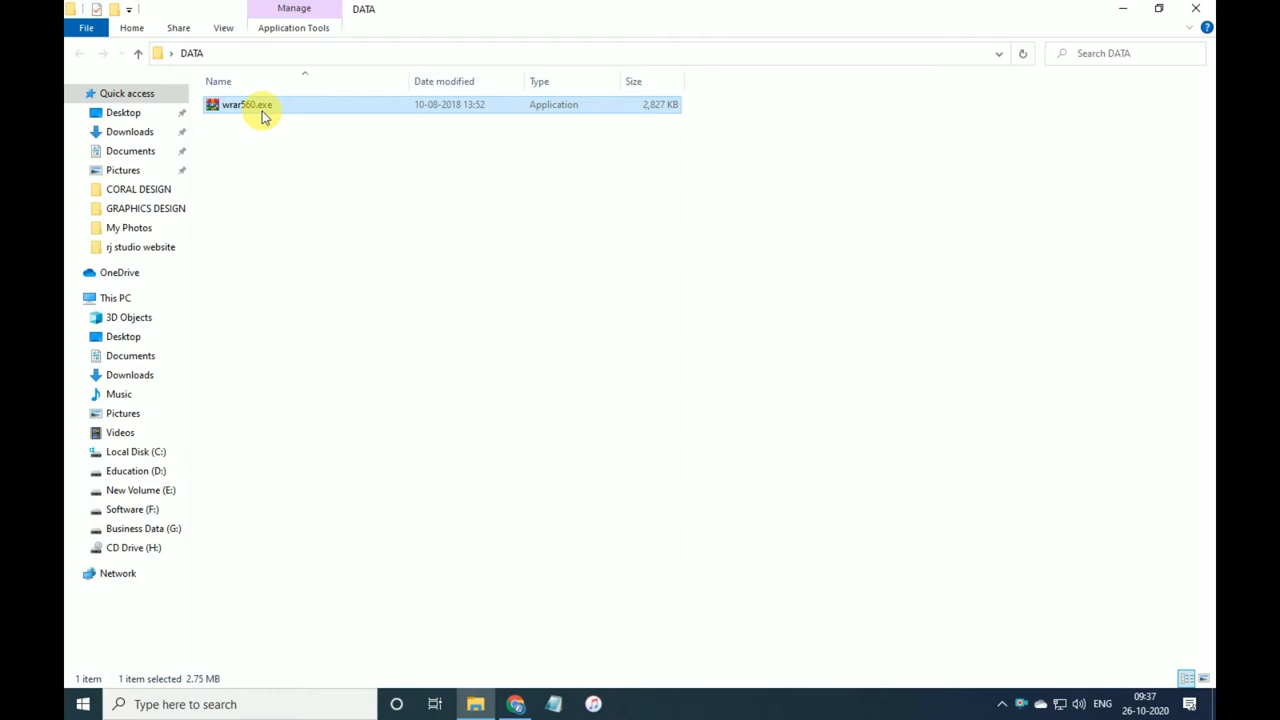 Manage
DATA
File
Home
Share
View
Application Tools
DATA
Search DATA
Name
Date modified
Type
Size
wrar560.exe
10-08-2018 13:52
Application
2,827 KB
Quick access
Desktop
Downloads
Documents
Pictures
CORAL DESIGN
GRAPHICS DESIGN
My Photos
rj studio website
OneDrive
This PC
3D Objects
Desktop
Documents
Downloads
Music
Pictures
Videos
Local Disk (C:)
Education (D:)
New Volume (E:)
Software (F:)
Business Data (G:)
CD Drive (H:)
Network
1 item
1 item selected 2.75 MB
Type here to search
ENG
09:37
26-10-2020